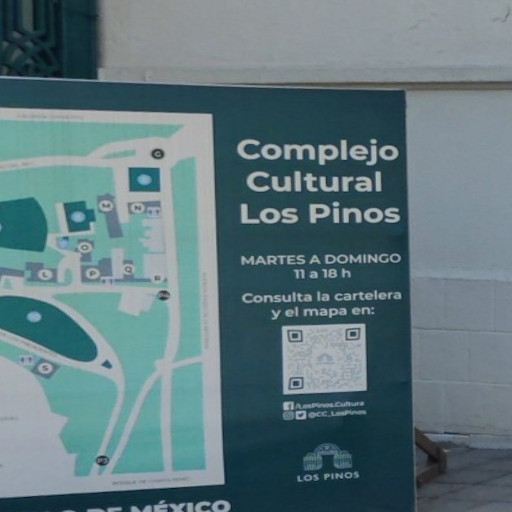 Complejo
Cultural
Los Pinos
MARTES A DOMINGO
11 a 18 h
Consulta la cartelera
y el mapa en:
/LosPinos.Cultura
@CC_LosPinos
LOS PINOS
G
M
N
O
L
P
Q
R
S
P3
DE MÉXICO